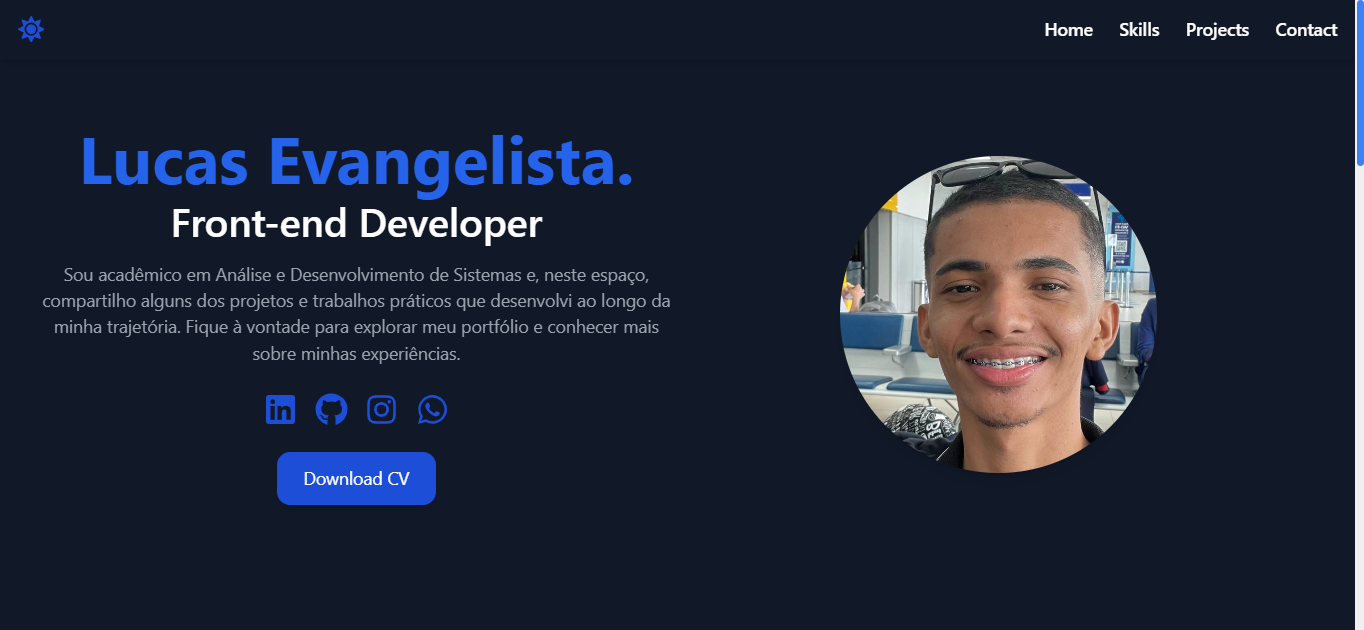 Home Skills Projects Contact
Lucas Evangelista.
Front-end Developer
Sou acadêmico em Análise e Desenvolvimento de Sistemas e, neste espaço,
compartilho alguns dos projetos e trabalhos práticos que desenvolvi ao longo da
minha trajetória. Fique à vontade para explorar meu portfólio e conhecer mais
sobre minhas experiências.
in
Download CV